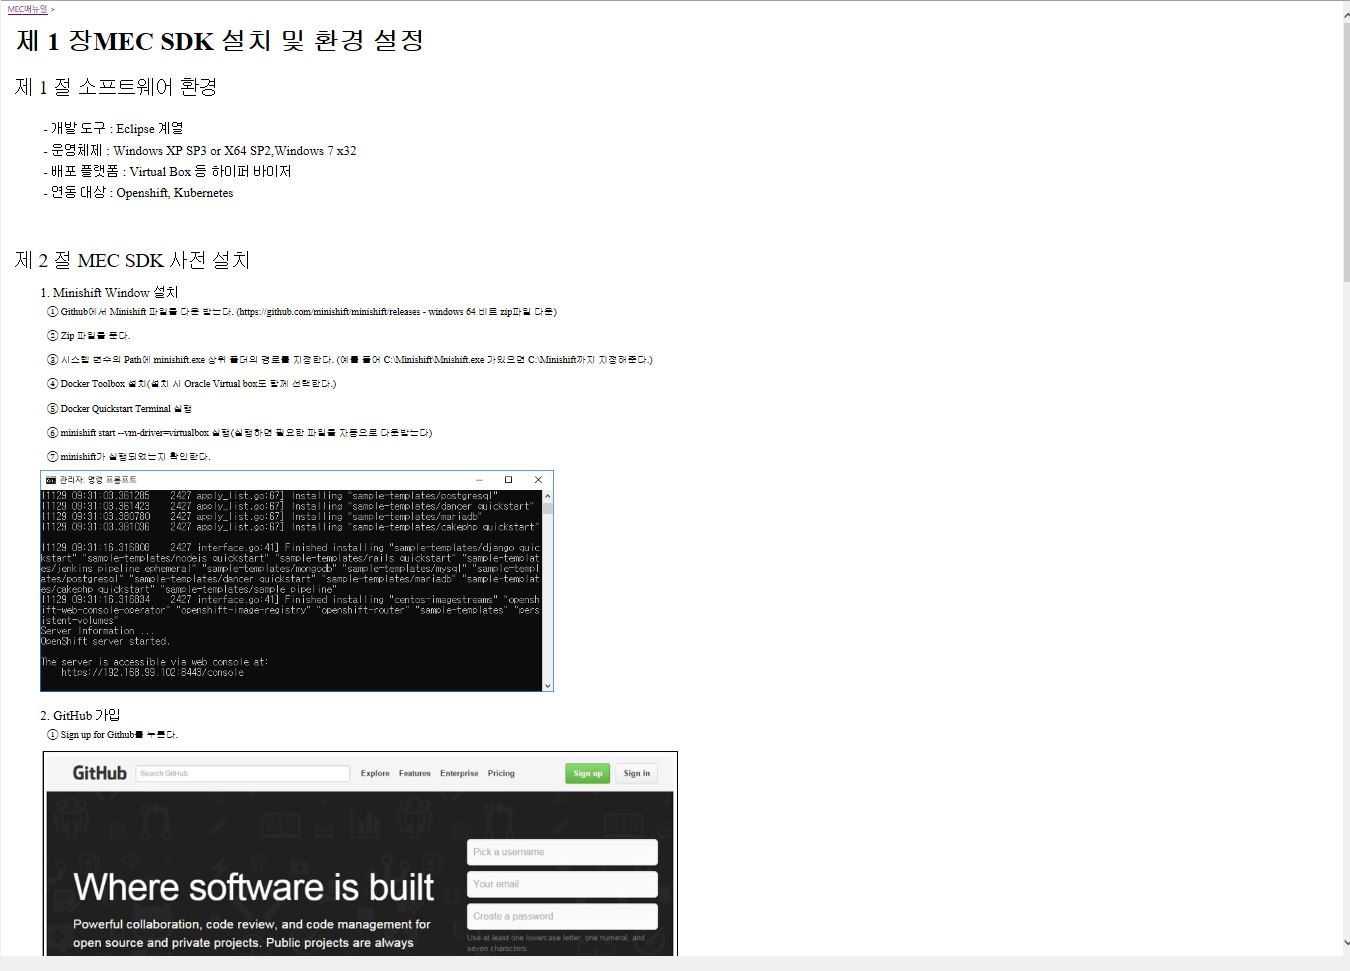 MEC매뉴얼 >
제 1 장MEC SDK 설치 및 환경 설정
제 1 절 소프트웨어 환경
- 개발 도구 : Eclipse 계열
- 운영체제 : Windows XP SP3 or X64 SP2,Windows 7 x32
- 배포 플랫폼 : Virtual Box 등 하이퍼 바이저
- 연동 대상 : Openshift, Kubernetes
제 2 절 MEC SDK 사전 설치
1. Minishift Window 설치
① Github에서 Minishift 파일를 다운 받는다. (https://github.com/minishift/minishift/releases - windows 64 비트 zip파일 다운)
② Zip 파일를 푼다.
③ 시스템 변수의 Path에 minishift.exe 상위 폴더의 경로를 지정한다. (예를 들어 C:\Minishift\Mnishift.exe 가있으면 C:\Minishift까지 지정해준다.)
④ Docker Toolbox 설치(설치 시 Oracle Virtual box도 함께 선택한다.)
⑤ Docker Quickstart Terminal 실행
⑥ minishift start --vm-driver=virtualbox 실행(실행하면 필요한 파일를 자동으로 다운받는다)
⑦ minishift가 실행되었는지 확인한다.
관리자: 명령 프롬프트
I1129 09:31:03.361285 2427 apply_list.go:67] Installing "sample-templates/postgresql"
I1129 09:31:03.361423 2427 apply_list.go:67] Installing "sample-templates/dancer quickstart"
I1129 09:31:03.380780 2427 apply_list.go:67] Installing "sample-templates/mariadb"
I1129 09:31:03.381036 2427 apply_list.go:67] Installing "sample-templates/cakephp quickstart"
I1129 09:31:16.316808 2427 interface.go:41] Finished installing "sample-templates/django quic
kstart" "sample-templates/nodejs quickstart" "sample-templates/rails quickstart" "sample-templat
es/jenkins pipeline ephemeral" "sample-templates/mongodb" "sample-templates/mysql" "sample-templ
ates/postgresql" "sample-templates/dancer quickstart" "sample-templates/mariadb" "sample-templat
es/cakephp quickstart" "sample-templates/sample pipeline"
I1129 09:31:16.316834 2427 interface.go:41] Finished installing "centos-imagestreams" "opensh
ift-web-console-operator" "openshift-image-registry" "openshift-router" "sample-templates" "pers
istent-volumes"
Server Information ...
OpenShift server started.
The server is accessible via web console at:
https://192.168.99.102:8443/console
2. GitHub 가입
① Sign up for Github를 누른다.
GitHub Search GitHub Explore Features Enterprise Pricing Sign up Sign in
Pick a username
Where software is built
Your email
Create a password
Powerful collaboration, code review, and code management for
open source and private projects. Public projects are always
Use at least one lowercase letter, one numeral, and
seven characters.